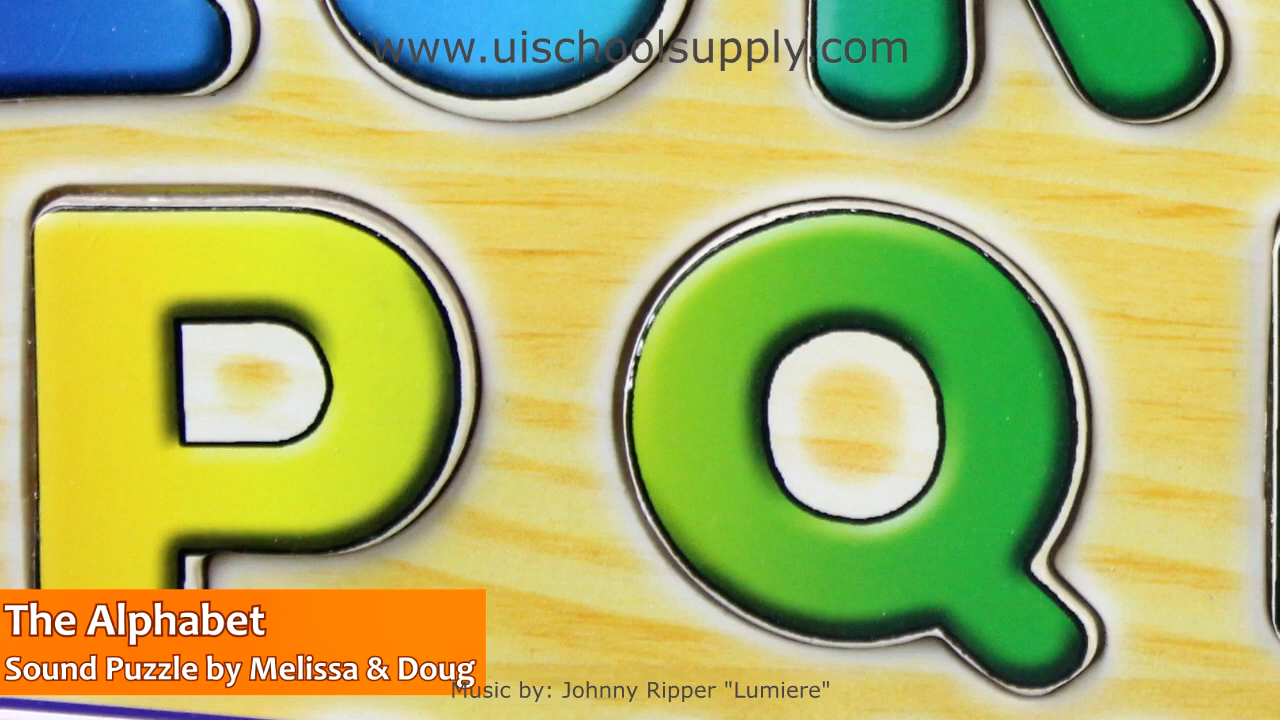 www.uischoolsupply.com
P Q
The Alphabet
Sound Puzzle by Melissa & Doug
Music by: Johnny Ripper "Lumiere"